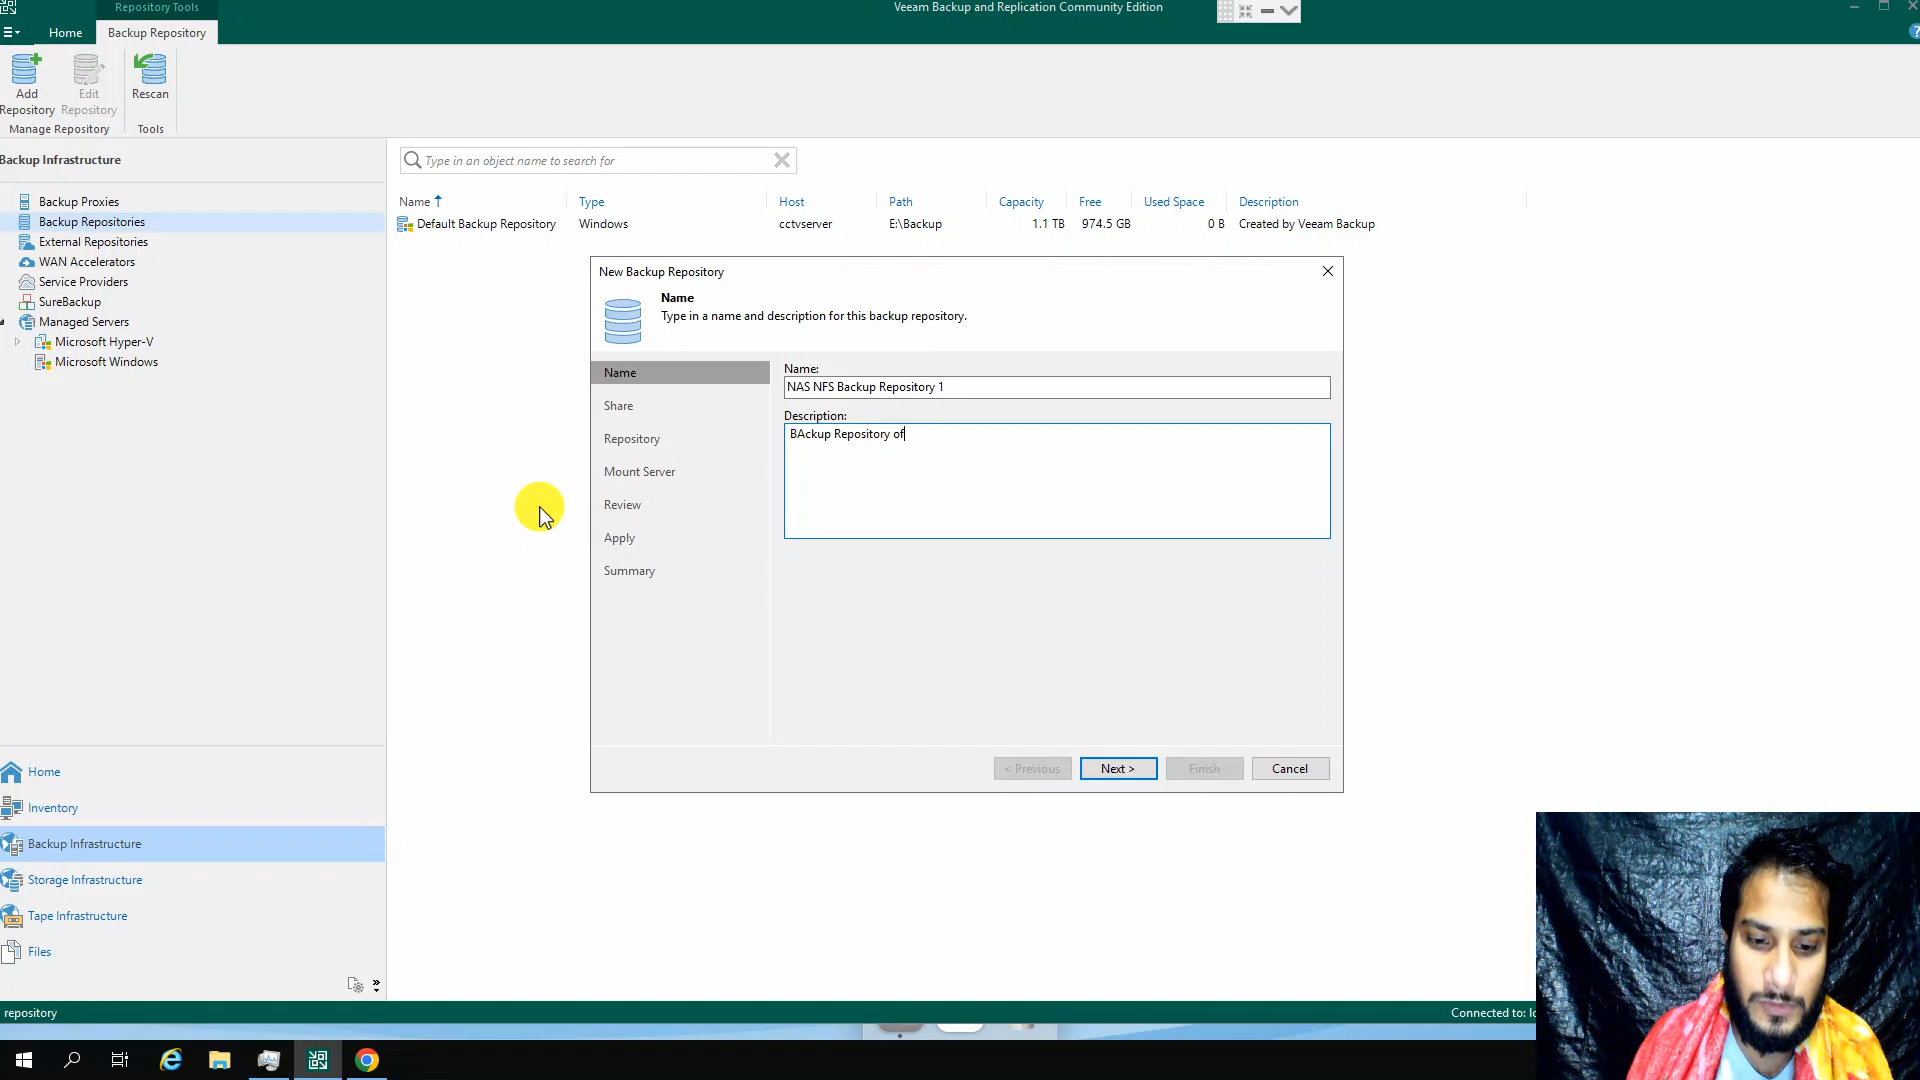 Repository Tools
Veeam Backup and Replication Community Edition
Home
Backup Repository
Add Repository
Edit Repository
Rescan
Manage Repository
Tools
Backup Infrastructure
Backup Proxies
Backup Repositories
External Repositories
WAN Accelerators
Service Providers
SureBackup
Managed Servers
Microsoft Hyper-V
Microsoft Windows
Type in an object name to search for
Name Type Host Path Capacity Free Used Space Description
Default Backup Repository Windows cctvserver E:\Backup 1.1 TB 974.5 GB 0 B Created by Veeam Backup
New Backup Repository
Name
Type in a name and description for this backup repository.
Name
Share
Repository
Mount Server
Review
Apply
Summary
Name:
NAS NFS Backup Repository 1
Description:
BAckup Repository of
< Previous
Next >
Finish
Cancel
Home
Inventory
Backup Infrastructure
Storage Infrastructure
Tape Infrastructure
Files
repository
Connected to: